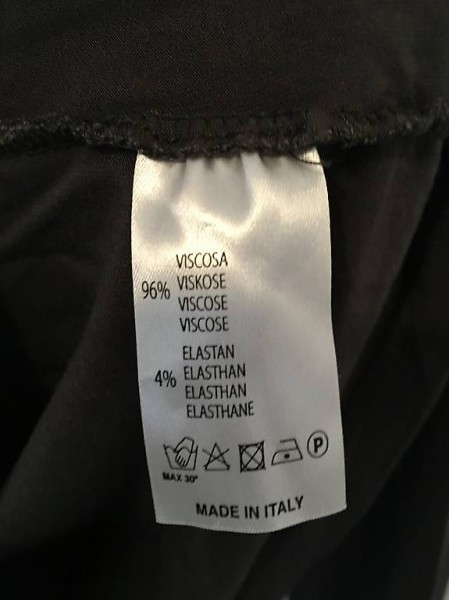 VISCOSA
96% VISKOSE
VISCOSE
VISCOSE
ELASTAN
4% ELASTHAN
ELASTHAN
ELASTHANE
P
MAX 30°
MADE IN ITALY